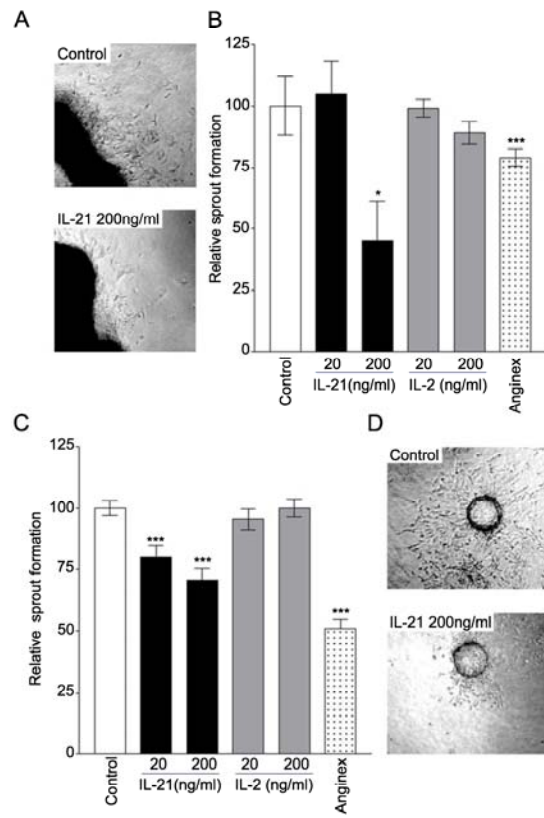 A
Control
IL-21 200ng/ml
B
Relative sprout formation
125
100
75
50
25
0
*
***
Control
20 200
IL-21(ng/ml)
20 200
IL-2 (ng/ml)
Anginex
C
Relative sprout formation
125
100
75
50
25
0
***
***
***
Control
20 200
IL-21(ng/ml)
20 200
IL-2 (ng/ml)
Anginex
D
Control
IL-21 200ng/ml